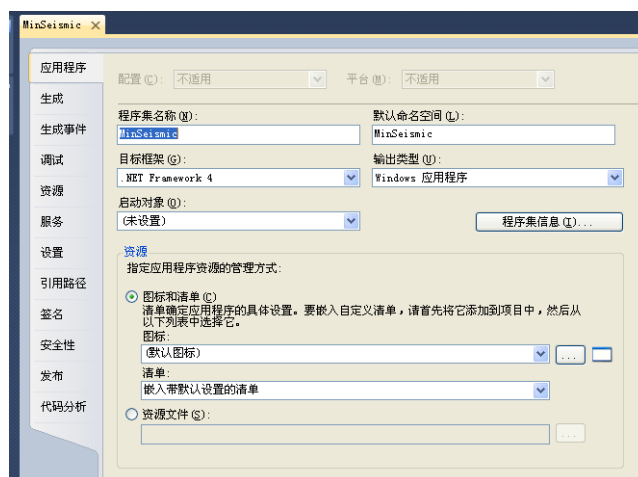 MinSeismic
应用程序
生成
生成事件
调试
资源
服务
设置
引用路径
签名
安全性
发布
代码分析
配置(C): 不适用 平台(M): 不适用
程序集名称(N): 默认命名空间(L):
MinSeismic MinSeismic
目标框架(G): 输出类型(U):
.NET Framework 4 Windows 应用程序
启动对象(O):
(未设置) 程序集信息(I)...
资源
指定应用程序资源的管理方式:
图标和清单(C)
清单确定应用程序的具体设置。要嵌入自定义清单，请首先将它添加到项目中，然后从
以下列表中选择它。
图标:
(默认图标) ...
清单:
嵌入带默认设置的清单
资源文件(S):
...